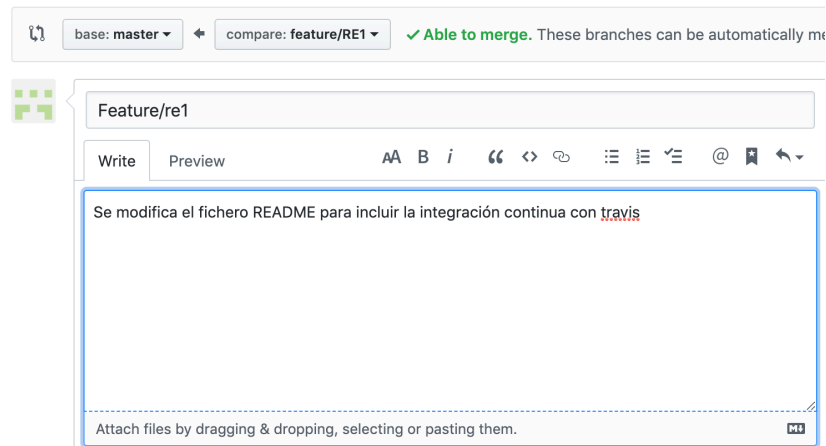 base: master compare: feature/RE1 Able to merge. These branches can be automatically
Feature/re1
Write Preview AA B i @
Se modifica el fichero README para incluir la integración continua con travis
Attach files by dragging & dropping, selecting or pasting them.